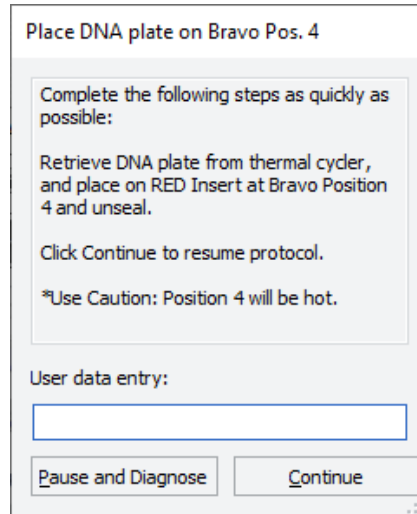 Place DNA plate on Bravo Pos. 4
Complete the following steps as quickly as
possible:
Retrieve DNA plate from thermal cycler,
and place on RED Insert at Bravo Position
4 and unseal.
Click Continue to resume protocol.
*Use Caution: Position 4 will be hot.
User data entry:
Pause and Diagnose
Continue